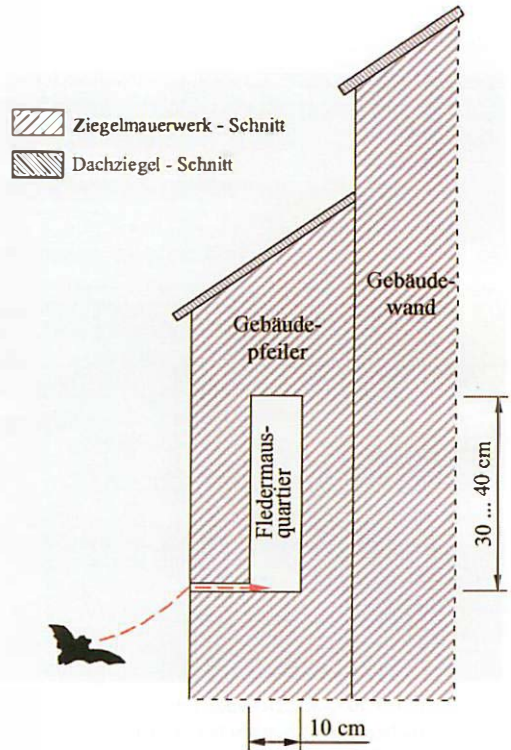 Ziegelmauerwerk - Schnitt
Dachziegel - Schnitt
Gebäude-
wand
Gebäude-
pfeiler
Fledermaus-
quartier
30 ... 40 cm
10 cm